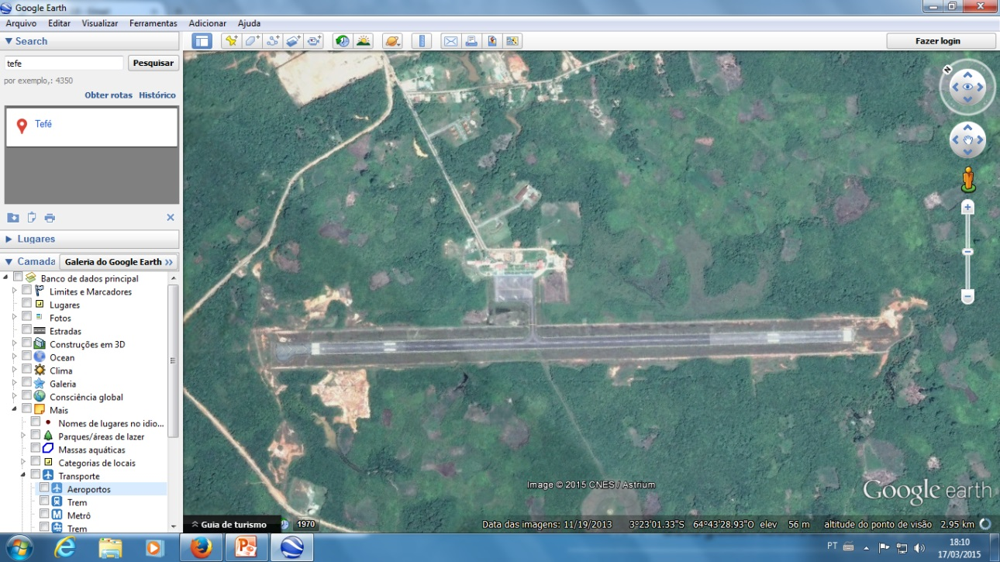 Google Earth
Arquivo Editar Visualizar Ferramentas Adicionar Ajuda
Search
Fazer login
tefe
Pesquisar
por exemplo,: 4350
Obter rotas Histórico
Tefé
Lugares
Camada
Galeria do Google Earth >>
Banco de dados principal
Limites e Marcadores
Lugares
Fotos
Estradas
Construções em 3D
Ocean
Clima
Galeria
Consciência global
Mais
Nomes de lugares no idio...
Parques/áreas de lazer
Massas aquáticas
Categorias de locais
Transporte
Aeroportos
Trem
Metrô
Trem
N
Image © 2015 CNES / Astrium
Google earth
Guia de turismo
1970
Data das imagens: 11/19/2013 3°23'01.33"S 64°43'28.93"O elev 56 m altitude do ponto de visão 2.95 km
PT
18:10
17/03/2015